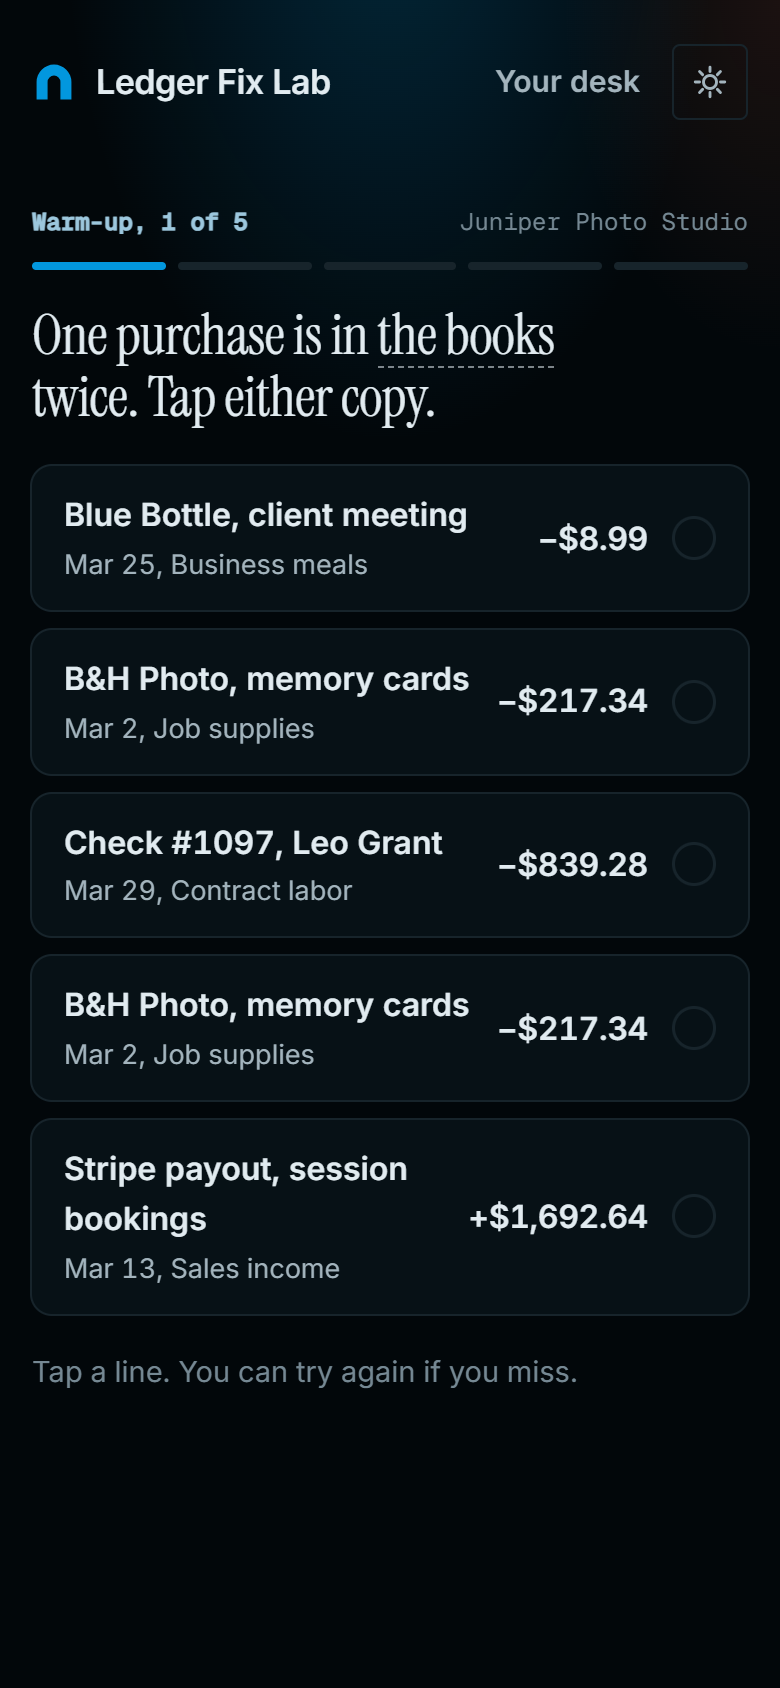 Ledger Fix Lab
Your desk
Warm-up, 1 of 5
Juniper Photo Studio
One purchase is in the books
twice. Tap either copy.
Blue Bottle, client meeting
Mar 25, Business meals
−$8.99
B&H Photo, memory cards
Mar 2, Job supplies
−$217.34
Check #1097, Leo Grant
Mar 29, Contract labor
−$839.28
B&H Photo, memory cards
Mar 2, Job supplies
−$217.34
Stripe payout, session
bookings
Mar 13, Sales income
+$1,692.64
Tap a line. You can try again if you miss.